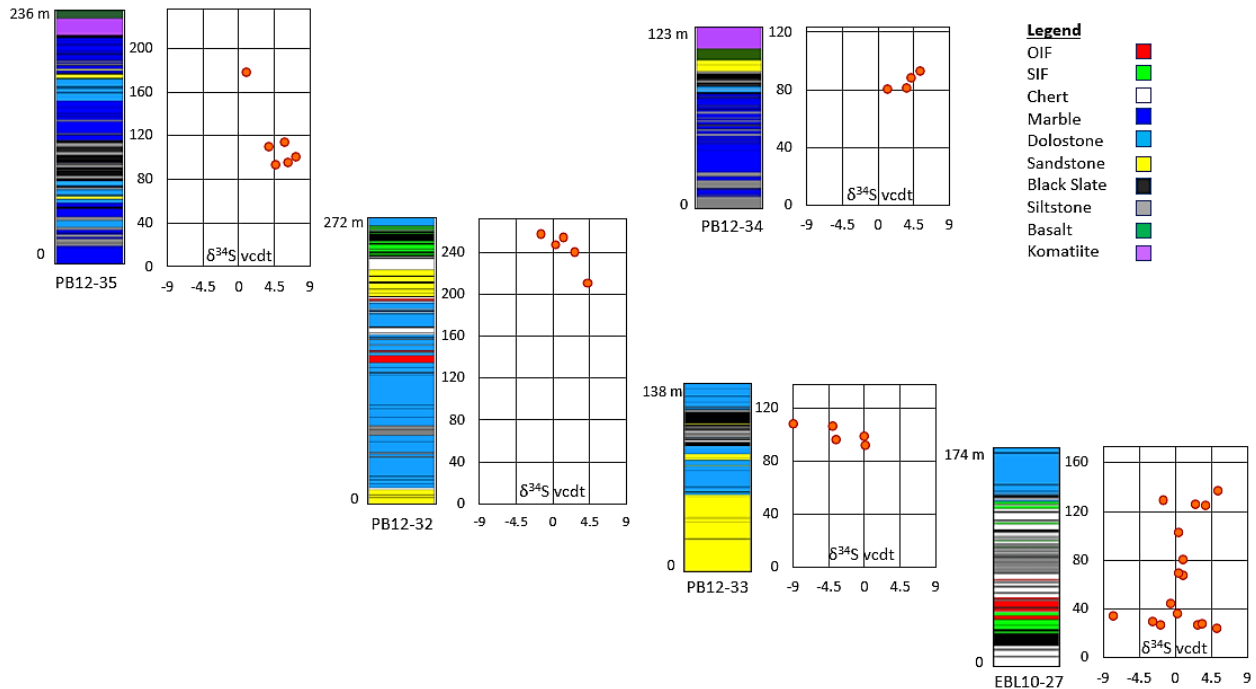 236 m
200
160
120
80
40
0
0
δ³⁴S vcdt
-9 -4.5 0 4.5 9
PB12-35
123 m
120
80
40
0
0
δ³⁴S vcdt
-9 -4.5 0 4.5 9
PB12-34
Legend
OIF
SIF
Chert
Marble
Dolostone
Sandstone
Black Slate
Siltstone
Basalt
Komatiite
272 m
240
200
160
120
80
40
0
0
δ³⁴S vcdt
-9 -4.5 0 4.5 9
PB12-32
138 m
120
80
40
0
0
δ³⁴S vcdt
-9 -4.5 0 4.5 9
PB12-33
174 m
160
120
80
40
0
0
δ³⁴S vcdt
-9 -4.5 0 4.5 9
EBL10-27